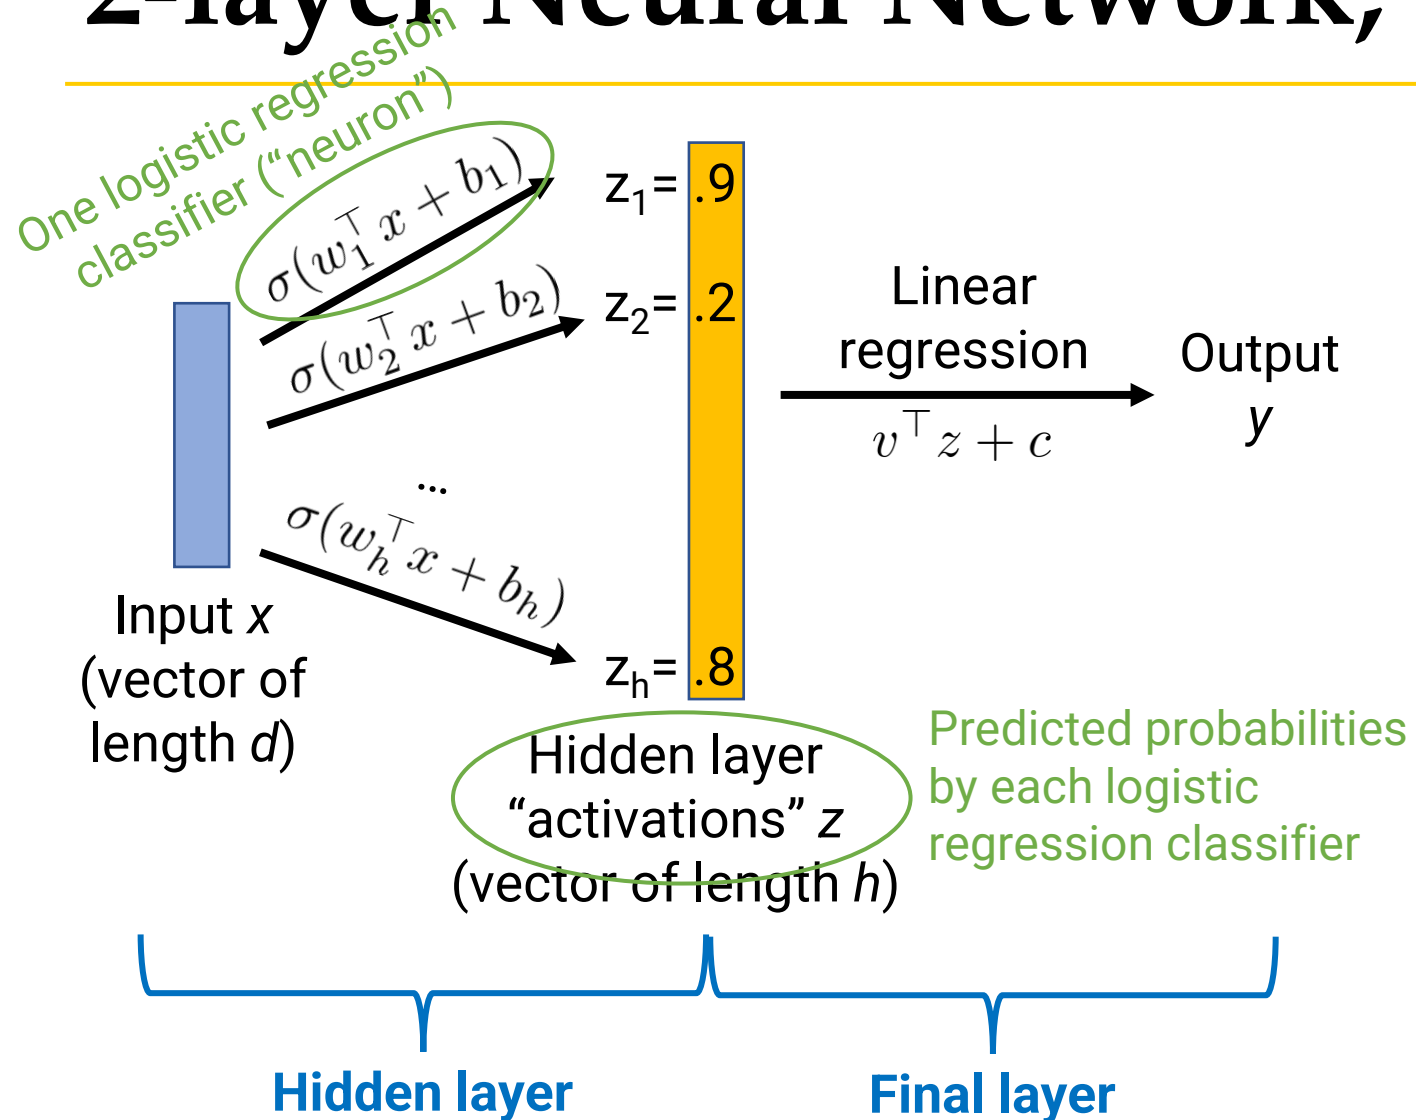 2-layer Neural Network,
One logistic regression
classifier (“neuron”)
σ(w₁ᵀx + b₁)
σ(w₂ᵀx + b₂)
...
σ(wₕᵀx + bₕ)
z₁= .9
z₂= .2
zₕ= .8
Linear
regression
vᵀz + c
Output
y
Input x
(vector of
length d)
Hidden layer
“activations” z
(vector of length h)
Predicted probabilities
by each logistic
regression classifier
Hidden layer
Final layer